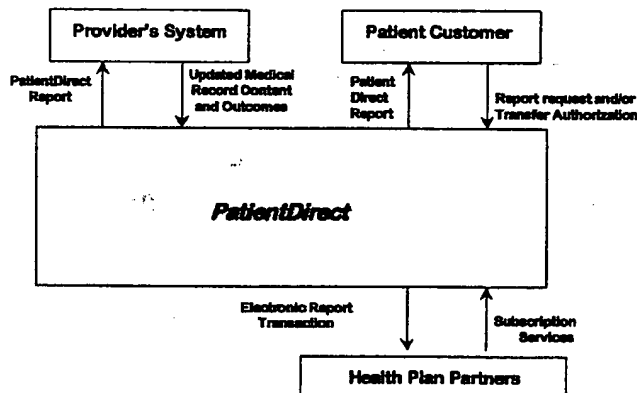 Provider's System
Patient Customer
PatientDirect
Report
Updated Medical
Record Content
and Outcomes
Patient
Direct
Report
Report request and/or
Transfer Authorization
PatientDirect
Electronic Report
Transaction
Subscription
Services
Health Plan Partners